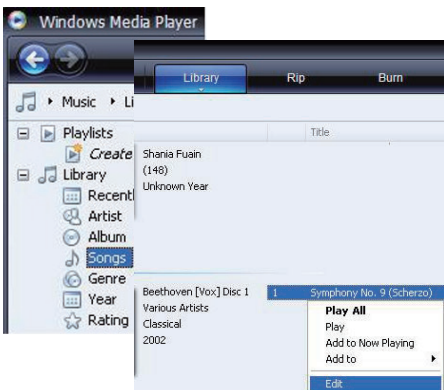 Windows Media Player
Music Li
Playlists
Create
Library
Recentl
Artist
Album
Songs
Genre
Year
Rating
Library Rip Burn
Title
Shania Fuain
(148)
Unknown Year
Beethoven [Vox] Disc 1
Various Artists
Classical
2002
1 Symphony No. 9 (Scherzo)
Play All
Play
Add to Now Playing
Add to
Edit